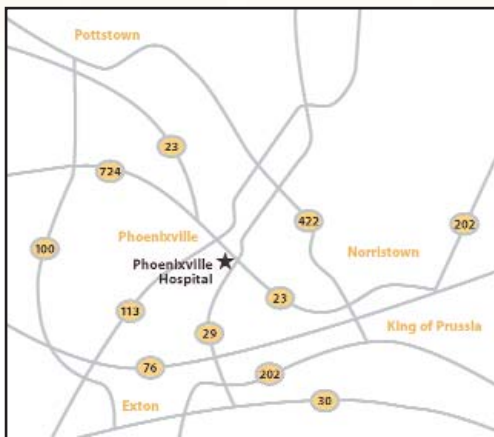 Pottstown
23
724
422
202
Phoenixville
100
Norristown
Phoenixville
Hospital
23
113
29
King of Prussia
76
202
Exton
30